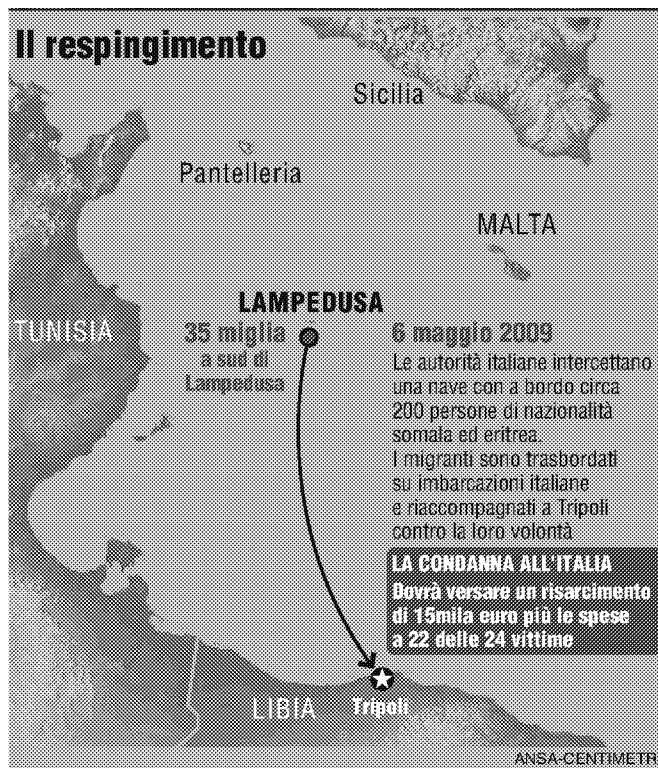 Il respingimento
Sicilia
Pantelleria
MALTA
LAMPEDUSA
TUNISIA
35 miglia
a sud di
Lampedusa
6 maggio 2009
Le autorità italiane intercettano
una nave con a bordo circa
200 persone di nazionalità
somala ed eritrea.
I migranti sono trasbordati
su imbarcazioni italiane
e riaccompagnati a Tripoli
contro la loro volontà
LA CONDANNA ALL'ITALIA
Dovrà versare un risarcimento
di 15mila euro più le spese
a 22 delle 24 vittime
LIBIA
Tripoli
ANSA-CENTIMETR